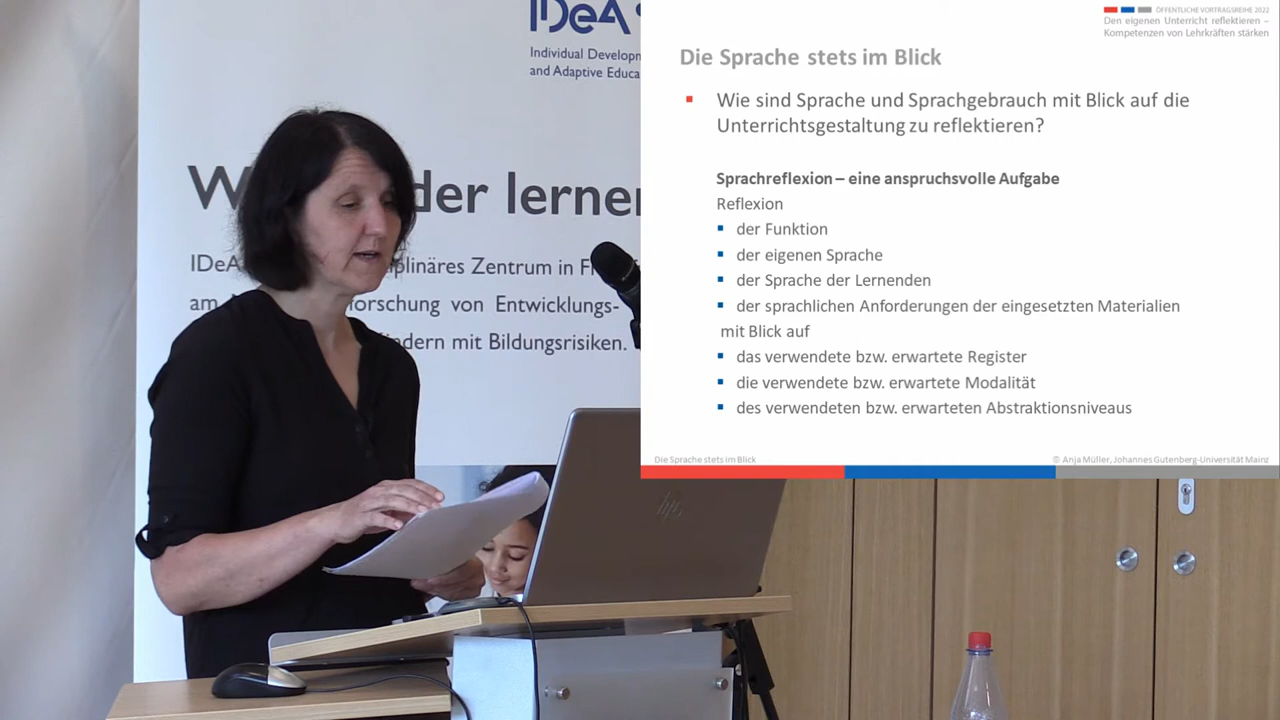 IDeA
Individual Develop
and Adaptive Educa
der lerne
IDeA plinäres Zentrum in F
am forschung von Entwicklungs-
ndern mit Bildungsrisiken.
hp
ÖFFENTLICHE VORTRAGSREIHE 2022
Den eigenen Unterricht reflektieren –
Kompetenzen von Lehrkräften stärken
Die Sprache stets im Blick
Wie sind Sprache und Sprachgebrauch mit Blick auf die
Unterrichtsgestaltung zu reflektieren?
Sprachreflexion – eine anspruchsvolle Aufgabe
Reflexion
der Funktion
der eigenen Sprache
der Sprache der Lernenden
der sprachlichen Anforderungen der eingesetzten Materialien
mit Blick auf
das verwendete bzw. erwartete Register
die verwendete bzw. erwartete Modalität
des verwendeten bzw. erwarteten Abstraktionsniveaus
Die Sprache stets im Blick
© Anja Müller, Johannes Gutenberg-Universität Mainz